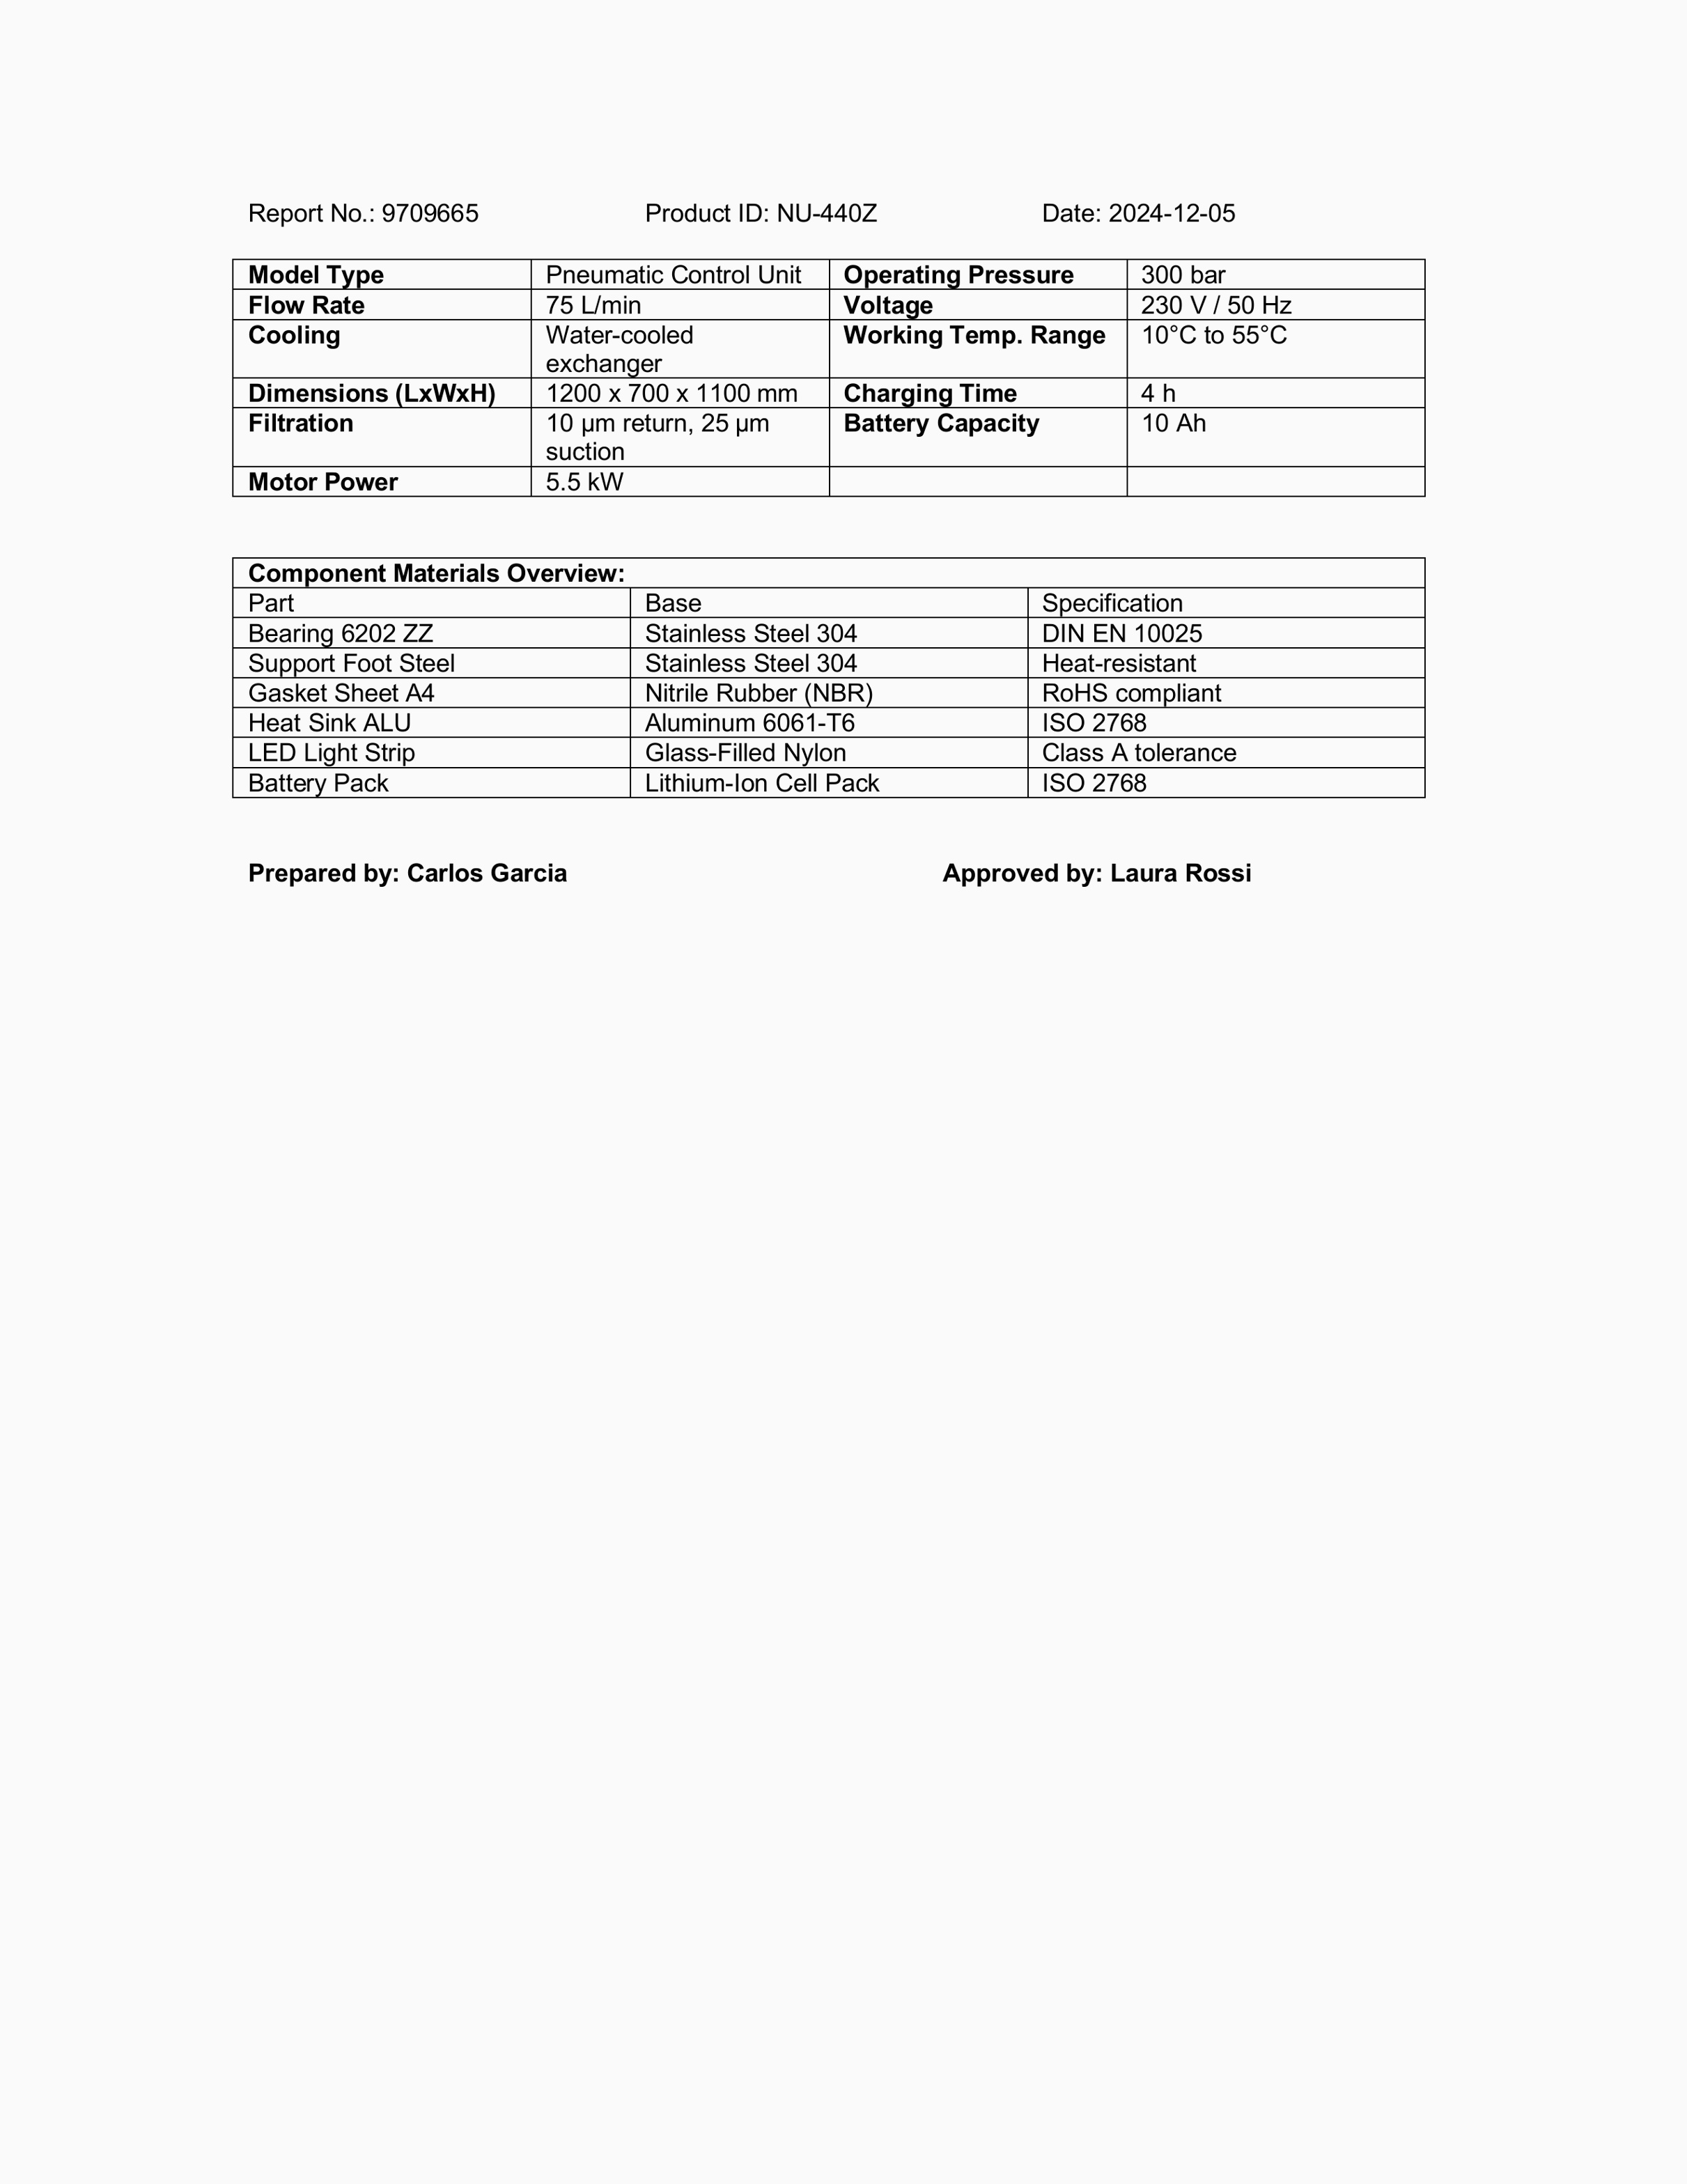 Report No.: 9709665 Product ID: NU-440Z Date: 2024-12-05
Model Type Pneumatic Control Unit Operating Pressure 300 bar
Flow Rate 75 L/min Voltage 230 V / 50 Hz
Cooling Water-cooled Working Temp. Range 10°C to 55°C
exchanger
Dimensions (LxWxH) 1200 x 700 x 1100 mm Charging Time 4 h
Filtration 10 µm return, 25 µm Battery Capacity 10 Ah
suction
Motor Power 5.5 kW
Component Materials Overview:
Part Base Specification
Bearing 6202 ZZ Stainless Steel 304 DIN EN 10025
Support Foot Steel Stainless Steel 304 Heat-resistant
Gasket Sheet A4 Nitrile Rubber (NBR) RoHS compliant
Heat Sink ALU Aluminum 6061-T6 ISO 2768
LED Light Strip Glass-Filled Nylon Class A tolerance
Battery Pack Lithium-Ion Cell Pack ISO 2768
Prepared by: Carlos Garcia Approved by: Laura Rossi